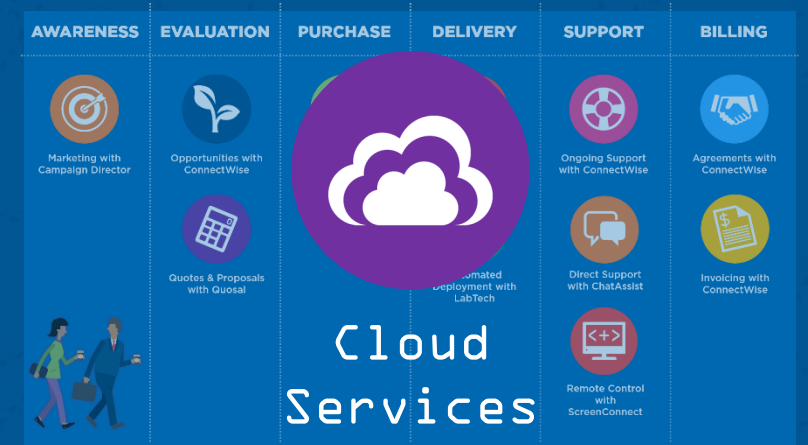 AWARENESS
EVALUATION
PURCHASE
DELIVERY
SUPPORT
BILLING
Marketing with
Campaign Director
Opportunities with
ConnectWise
Quotes & Proposals
with Quosal
Deployment with
LabTech
Ongoing Support
with ConnectWise
Direct Support
with ChatAssist
<+>
Remote Control
with
ScreenConnect
Agreements with
ConnectWise
$
Invoicing with
ConnectWise
Cloud
Services